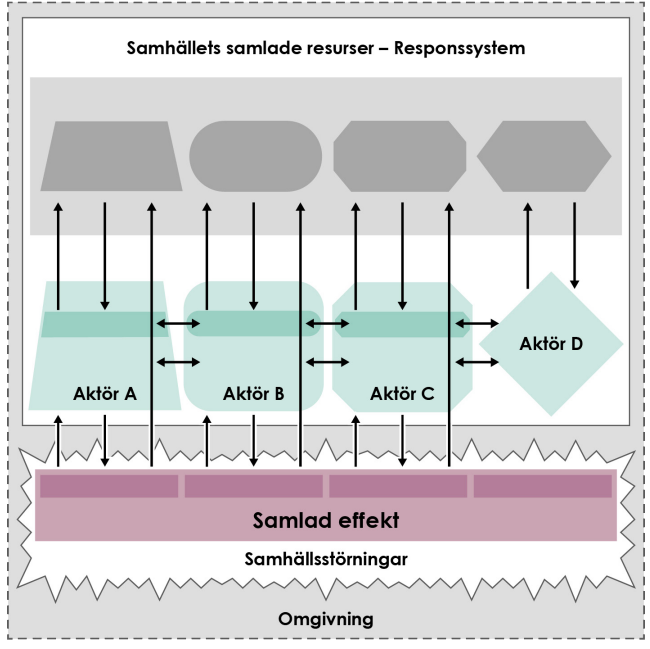 Samhällets samlade resurser – Responssystem
Aktör D
Aktör A
Aktör B
Aktör C
Samlad effekt
Samhällsstörningar
Omgivning